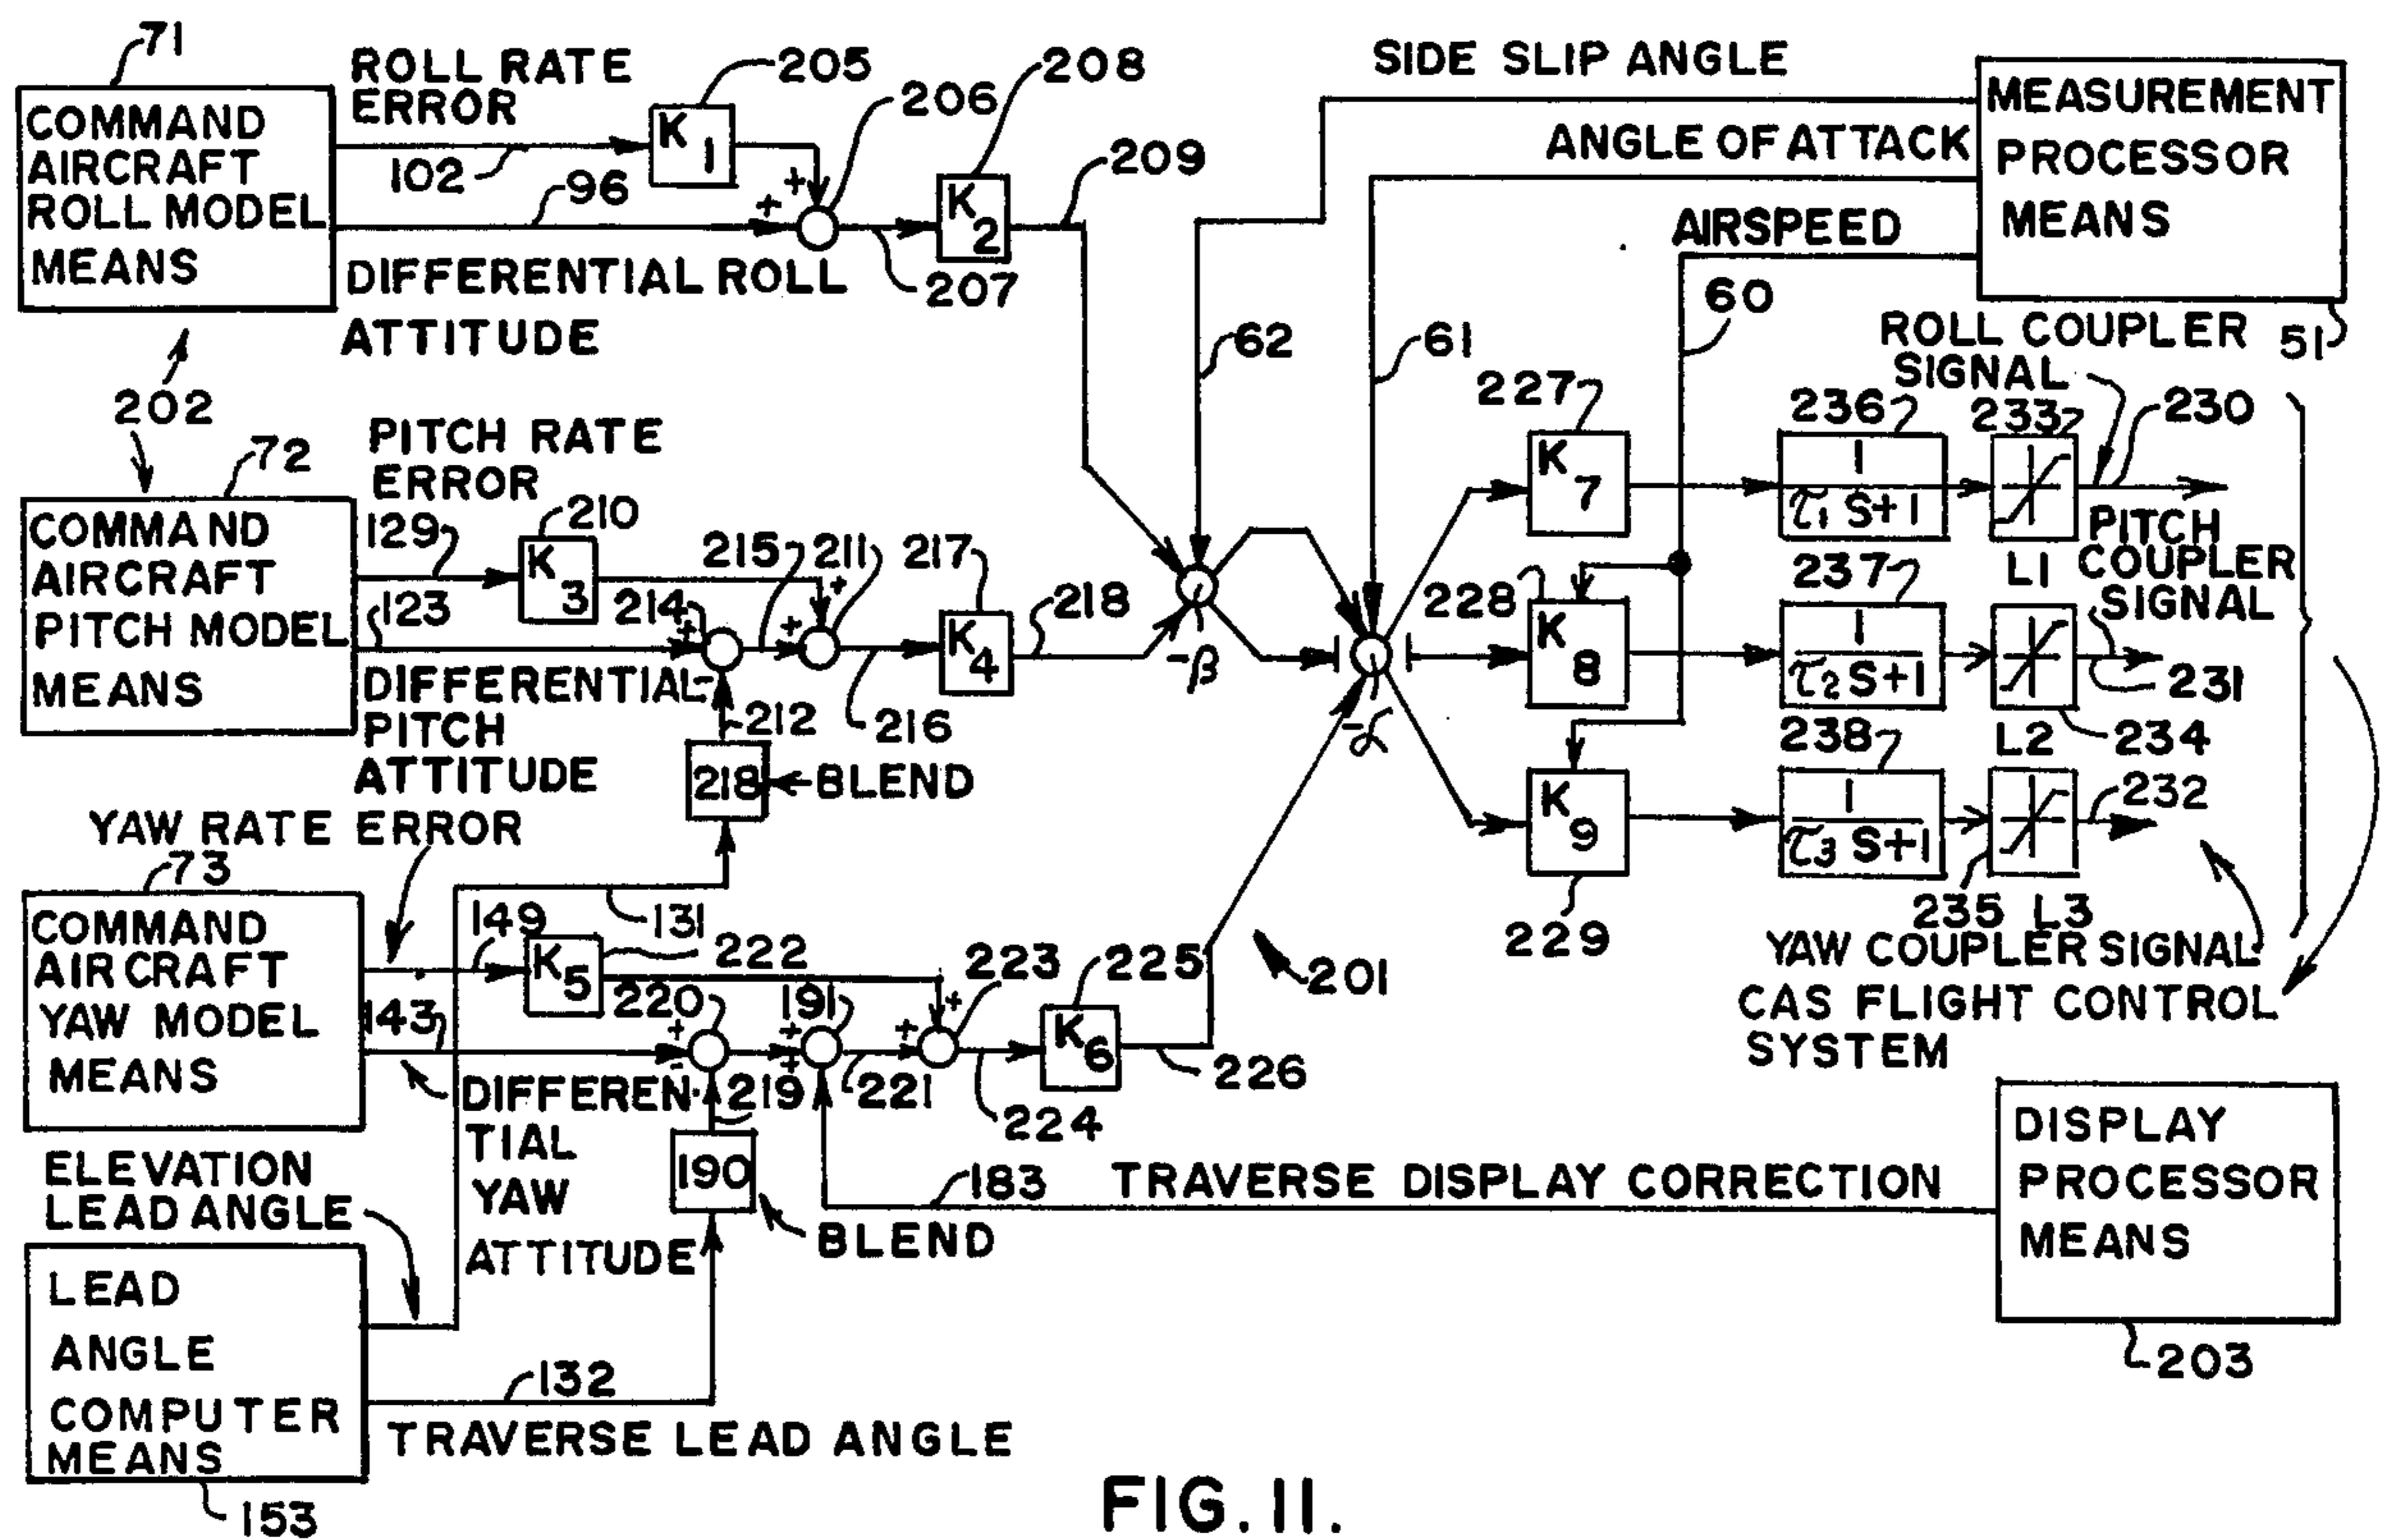 71
COMMAND
AIRCRAFT
ROLL MODEL
MEANS
ROLL RATE
ERROR
102
96
K1
205
206
208
K2
209
207
DIFFERENTIAL ROLL
ATTITUDE
202
SIDE SLIP ANGLE
ANGLE OF ATTACK
AIRSPEED
MEASUREMENT
PROCESSOR
MEANS
51
60
61
62
72
COMMAND
AIRCRAFT
PITCH MODEL
MEANS
PITCH RATE
ERROR
129
123
210
K3
214
215
211
217
K4
218
216
212
DIFFERENTIAL
PITCH
ATTITUDE
218
BLEND
+ +
+ -
+ +
-β
-α
227
K7
228
K8
K9
229
236
1
τ1 S+1
237
1
τ2 S+1
238
1
τ3 S+1
233
L1
L2
234
235
L3
ROLL COUPLER
SIGNAL
230
PITCH
COUPLER
SIGNAL
231
232
YAW COUPLER SIGNAL
CAS FLIGHT CONTROL
SYSTEM
YAW RATE ERROR
73
COMMAND
AIRCRAFT
YAW MODEL
MEANS
149
143
131
K5
222
220
191
223
225
K6
226
224
221
219
+ -
+ +
+ +
201
DIFFEREN-
TIAL
YAW
ATTITUDE
190
BLEND
183
TRAVERSE DISPLAY CORRECTION
DISPLAY
PROCESSOR
MEANS
203
ELEVATION
LEAD ANGLE
LEAD
ANGLE
COMPUTER
MEANS
153
132
TRAVERSE LEAD ANGLE
FIG. 11.